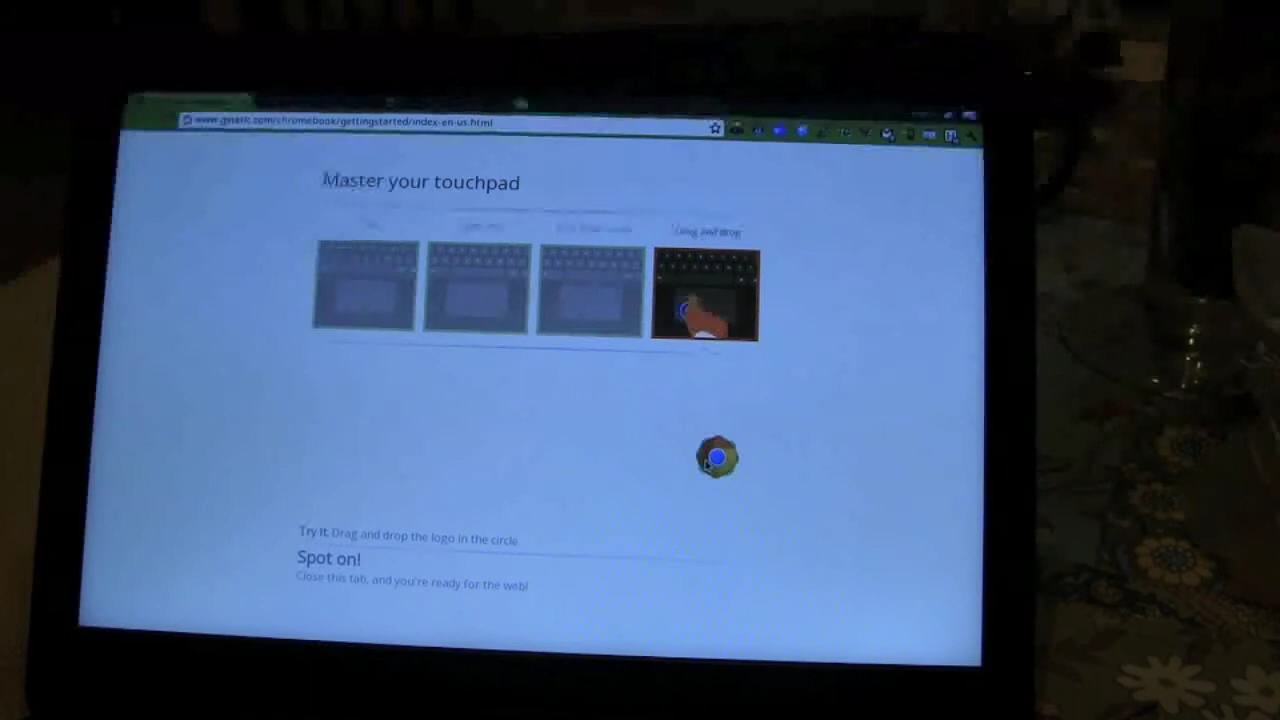 www.gstatic.com/chromebook/gettingstarted/index-en-us.html
Master your touchpad
Drag and drop
Try it. Drag and drop the logo in the circle
Spot on!
Close this tab, and you're ready for the web!